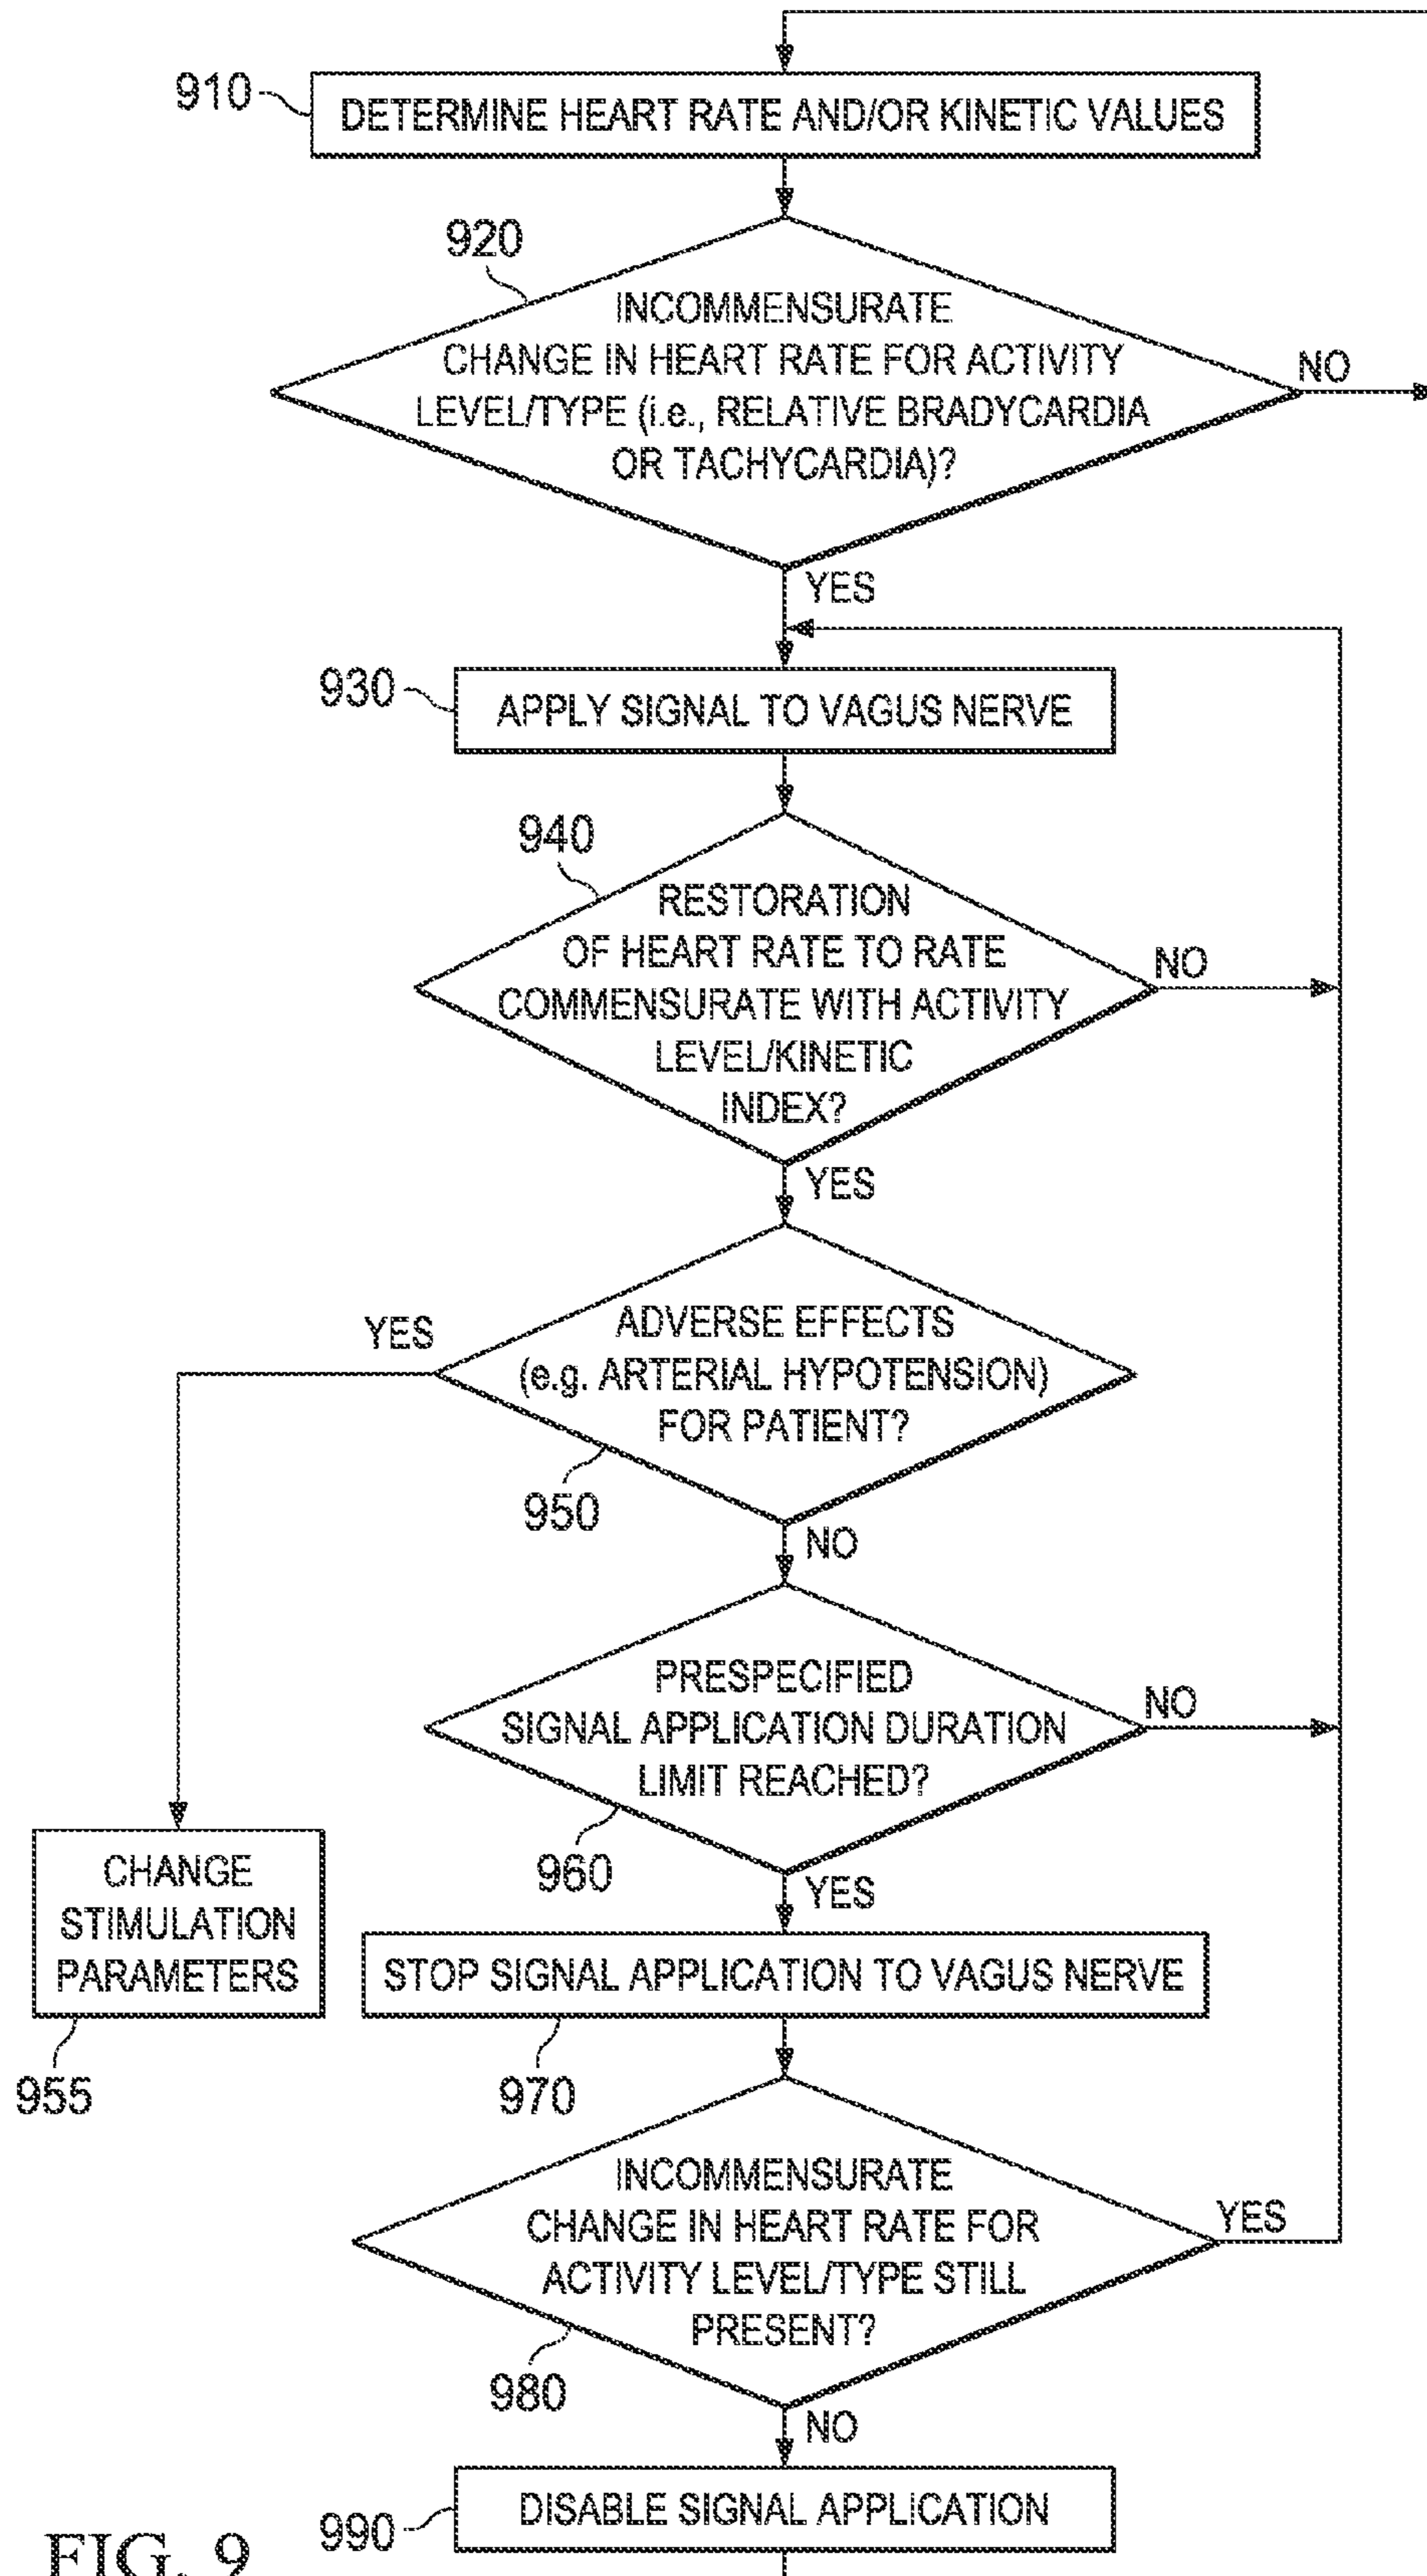 910
DETERMINE HEART RATE AND/OR KINETIC VALUES
920
INCOMMENSURATE
CHANGE IN HEART RATE FOR ACTIVITY
LEVEL/TYPE (i.e., RELATIVE BRADYCARDIA
OR TACHYCARDIA)?
NO
YES
930
APPLY SIGNAL TO VAGUS NERVE
940
RESTORATION
OF HEART RATE TO RATE
COMMENSURATE WITH ACTIVITY
LEVEL/KINETIC
INDEX?
NO
YES
YES
ADVERSE EFFECTS
(e.g. ARTERIAL HYPOTENSION)
FOR PATIENT?
950
NO
PRESPECIFIED
SIGNAL APPLICATION DURATION
LIMIT REACHED?
NO
960
YES
CHANGE
STIMULATION
PARAMETERS
955
STOP SIGNAL APPLICATION TO VAGUS NERVE
970
INCOMMENSURATE
CHANGE IN HEART RATE FOR
ACTIVITY LEVEL/TYPE STILL
PRESENT?
YES
980
NO
DISABLE SIGNAL APPLICATION
990
FIG. 9